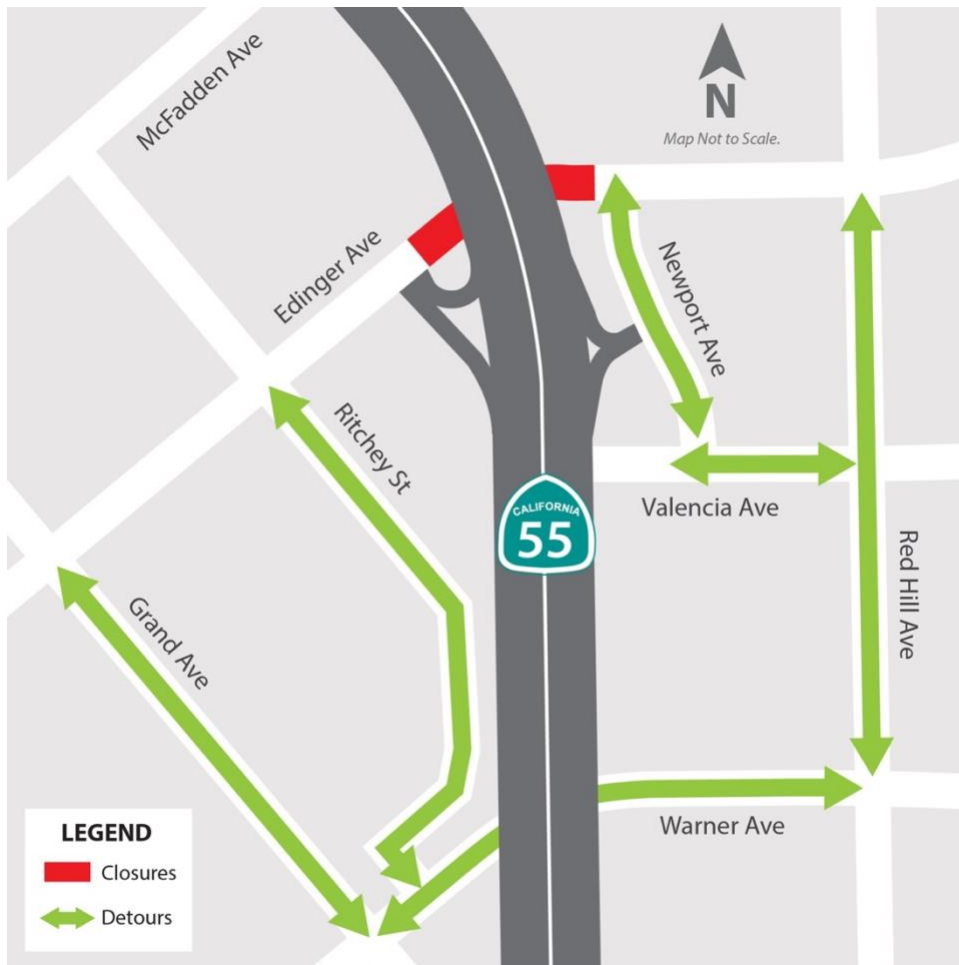 McFadden Ave
N
Map Not to Scale.
Edinger Ave
Newport Ave
Ritchey St
CALIFORNIA
55
Valencia Ave
Red Hill Ave
Grand Ave
Warner Ave
LEGEND
Closures
Detours